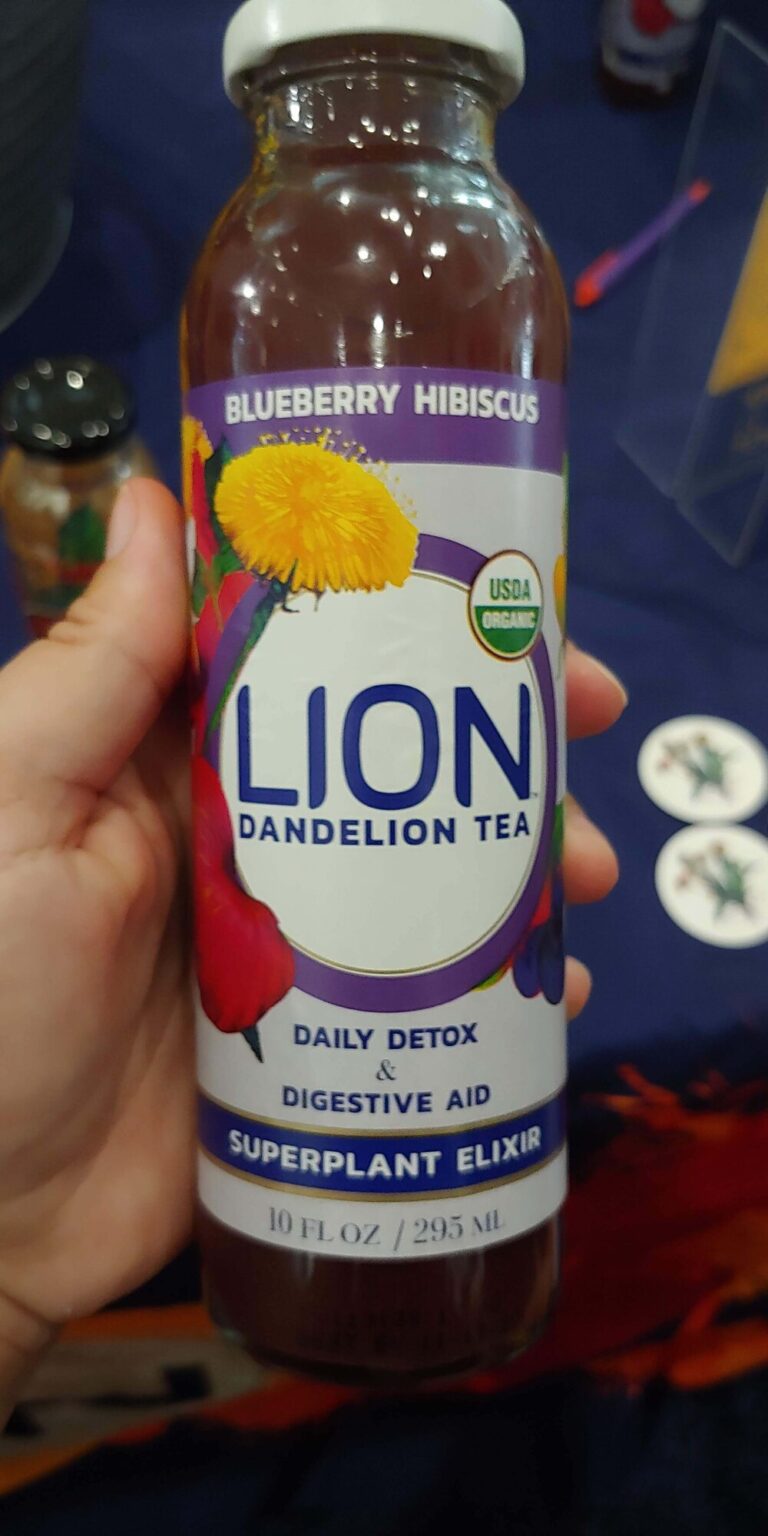 BLUEBERRY HIBISCUS
USDA
ORGANIC
LION
DANDELION TEA
DAILY DETOX
&
DIGESTIVE AID
SUPERPLANT ELIXIR
10 FL OZ / 295 ML